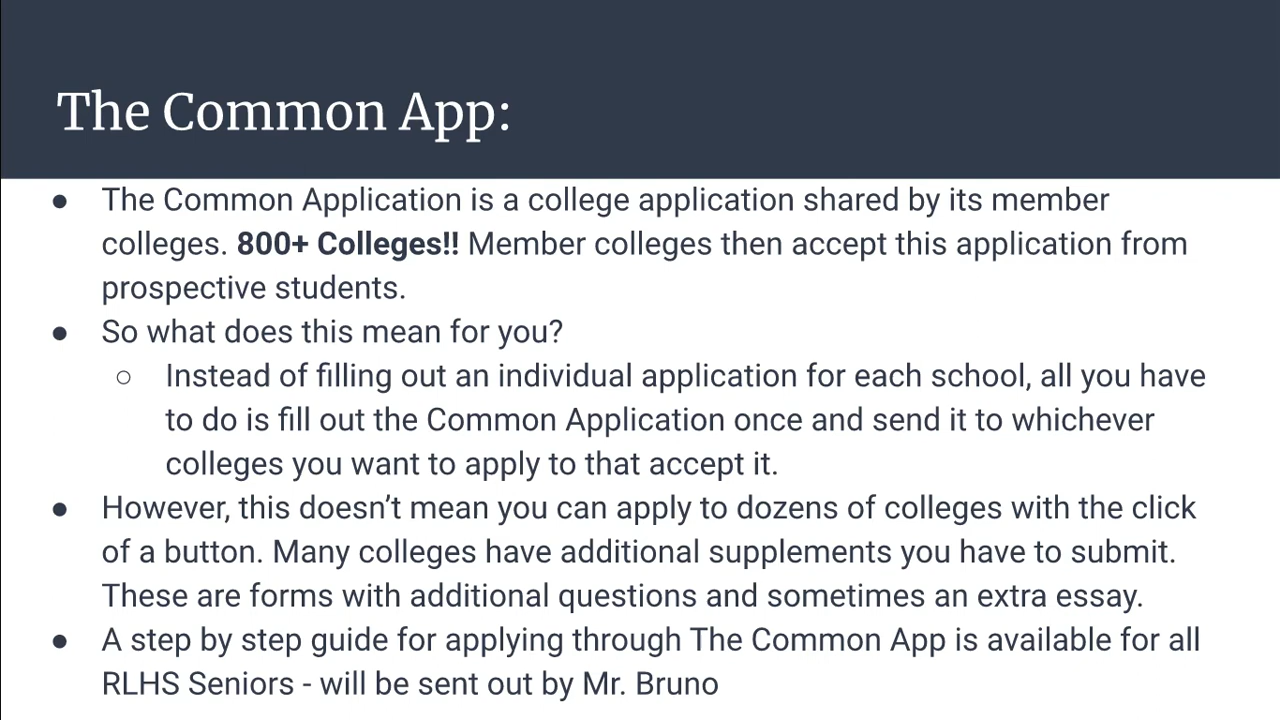 The Common App:
● The Common Application is a college application shared by its member
colleges. 800+ Colleges!! Member colleges then accept this application from
prospective students.
● So what does this mean for you?
○ Instead of filling out an individual application for each school, all you have
to do is fill out the Common Application once and send it to whichever
colleges you want to apply to that accept it.
● However, this doesn’t mean you can apply to dozens of colleges with the click
of a button. Many colleges have additional supplements you have to submit.
These are forms with additional questions and sometimes an extra essay.
● A step by step guide for applying through The Common App is available for all
RLHS Seniors - will be sent out by Mr. Bruno